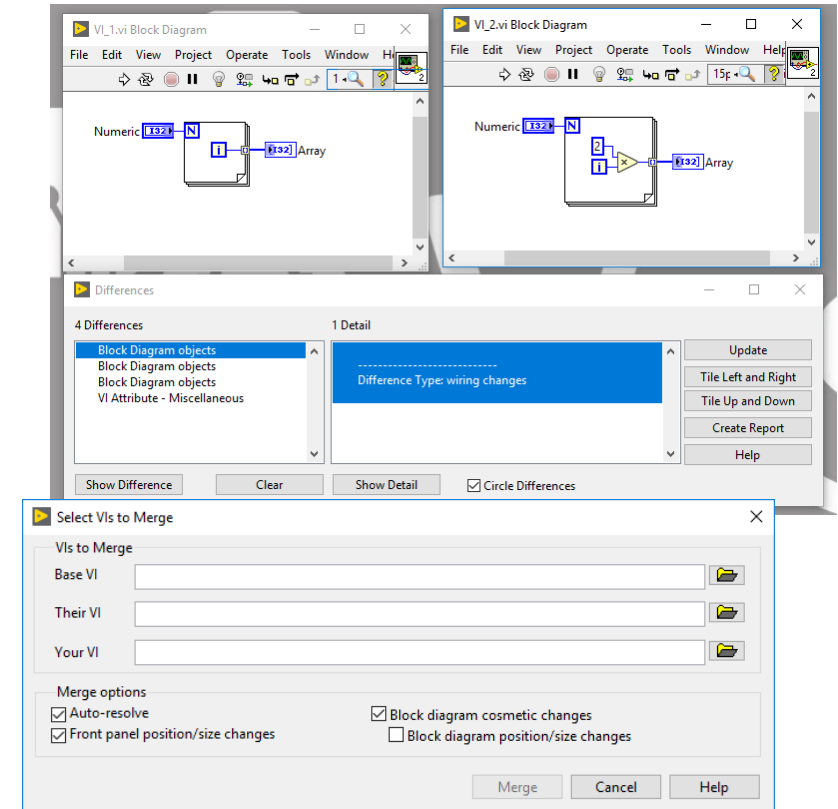 VI_1.vi Block Diagram
File Edit View Project Operate Tools Window
2
Numeric I32 N
i I32 Array
VI_2.vi Block Diagram
File Edit View Project Operate Tools Window Help
2
Numeric I32 N
2
i x I32 Array
Differences
4 Differences
1 Detail
Block Diagram objects
Block Diagram objects
Block Diagram objects
VI Attribute - Miscellaneous
----------------------------
Difference Type: wiring changes
Update
Tile Left and Right
Tile Up and Down
Create Report
Help
Show Difference Clear Show Detail Circle Differences
Select VIs to Merge
VIs to Merge
Base VI
Their VI
Your VI
Merge options
Auto-resolve Block diagram cosmetic changes
Front panel position/size changes Block diagram position/size changes
Merge Cancel Help